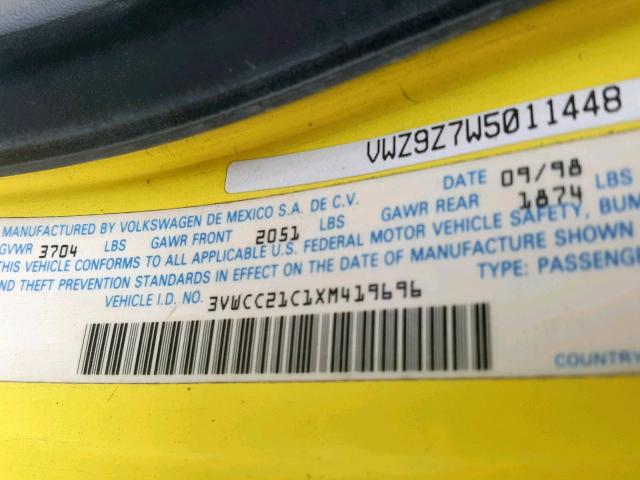 VWZ9Z7W5011448
MANUFACTURED BY VOLKSWAGEN DE MEXICO S.A. DE C.V. DATE 09/98
GVWR 3704 LBS GAWR FRONT 2051 LBS GAWR REAR 1874 LBS
THIS VEHICLE CONFORMS TO ALL APPLICABLE U.S. FEDERAL MOTOR VEHICLE SAFETY, BUM
AND THEFT PREVENTION STANDARDS IN EFFECT ON THE DATE OF MANUFACTURE SHOWN
VEHICLE I.D. NO. 3VWCC21C1XM419696 TYPE: PASSENGE
COUNTRY